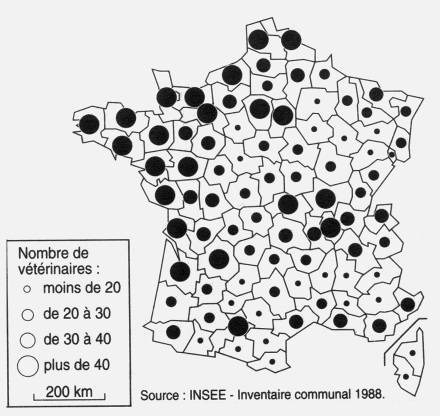 Nombre de
vétérinaires :
moins de 20
de 20 à 30
de 30 à 40
plus de 40
200 km
Source : INSEE - Inventaire communal 1988.